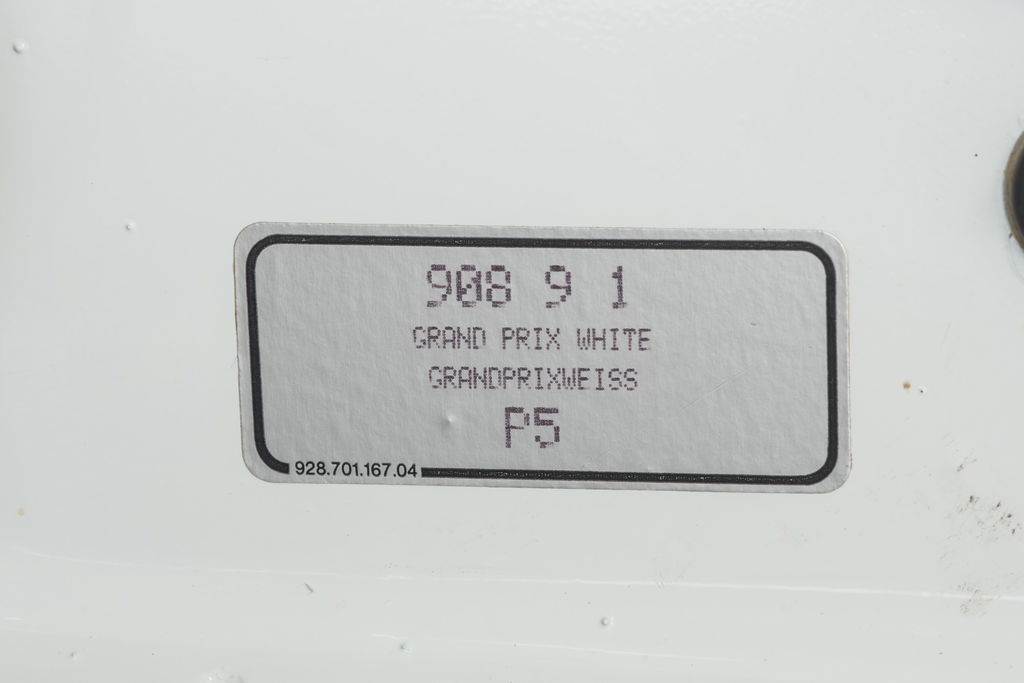 908 9 1
GRAND PRIX WHITE
GRANDPRIXWEISS
P5
928.701.167.04